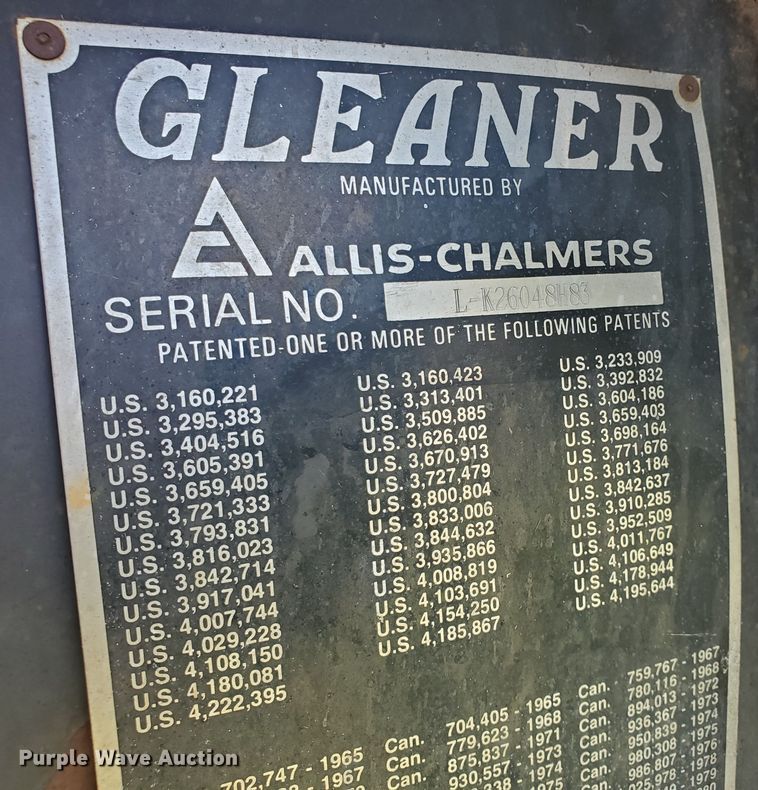 GLEANER
MANUFACTURED BY
ALLIS-CHALMERS
SERIAL NO. L-K26048H83
PATENTED-ONE OR MORE OF THE FOLLOWING PATENTS
U.S. 3,160,221
U.S. 3,295,383
U.S. 3,404,516
U.S. 3,605,391
U.S. 3,659,405
U.S. 3,721,333
U.S. 3,793,831
U.S. 3,816,023
U.S. 3,842,714
U.S. 3,917,041
U.S. 4,007,744
U.S. 4,029,228
U.S. 4,108,150
U.S. 4,180,081
U.S. 4,222,395
U.S. 3,160,423
U.S. 3,313,401
U.S. 3,509,885
U.S. 3,626,402
U.S. 3,670,913
U.S. 3,727,479
U.S. 3,800,804
U.S. 3,833,006
U.S. 3,844,632
U.S. 3,935,866
U.S. 4,008,819
U.S. 4,103,691
U.S. 4,154,250
U.S. 4,185,867
U.S. 3,233,909
U.S. 3,392,832
U.S. 3,604,186
U.S. 3,659,403
U.S. 3,698,164
U.S. 3,771,676
U.S. 3,813,184
U.S. 3,842,637
U.S. 3,910,285
U.S. 3,952,509
U.S. 4,011,767
U.S. 4,106,649
U.S. 4,178,944
U.S. 4,195,644
702,747 - 1965
1967
Can. 704,405 - 1965
Can. 779,623 - 1968
Can. 875,837 - 1971
930,557 - 1973
1974
1975
Can. 759,767 - 1967
Can. 780,116 - 1968
Can. 894,013 - 1972
Can. 936,367 - 1973
Can. 950,839 - 1974
980,308 - 1975
986,807 - 1976
1978
1979
Purple Wave Auction